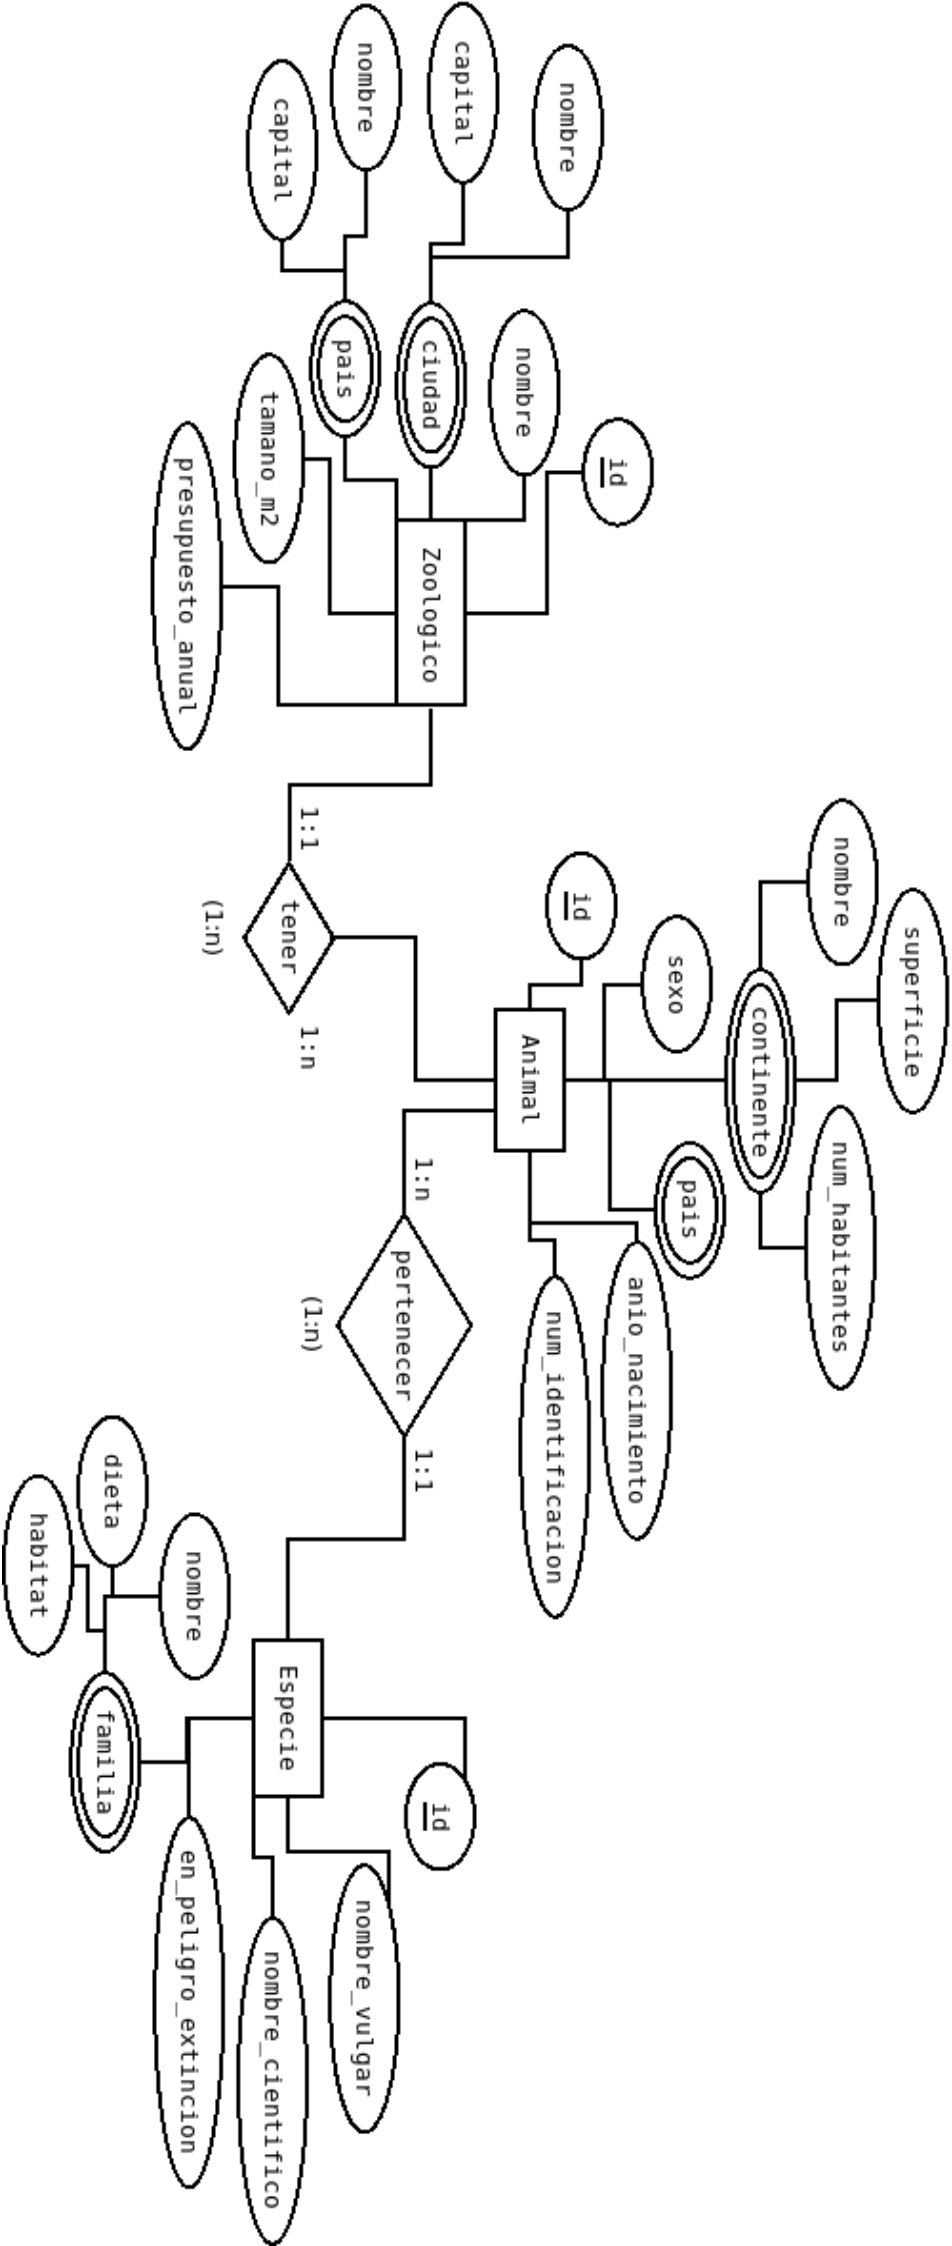 nombre
superficie
num_habitantes
continente
nombre
capital
nombre
capital
id
nombre
ciudad
pais
tamano_m2
presupuesto_anual
Zoologico
1:1
tener
(1:n)
1:n
id
sexo
pais
Animal
anio_nacimiento
num_identificacion
1:n
pertenecer
(1:n)
1:1
id
Especie
nombre_vulgar
nombre_cientifico
en_peligro_extincion
nombre
dieta
habitat
familia